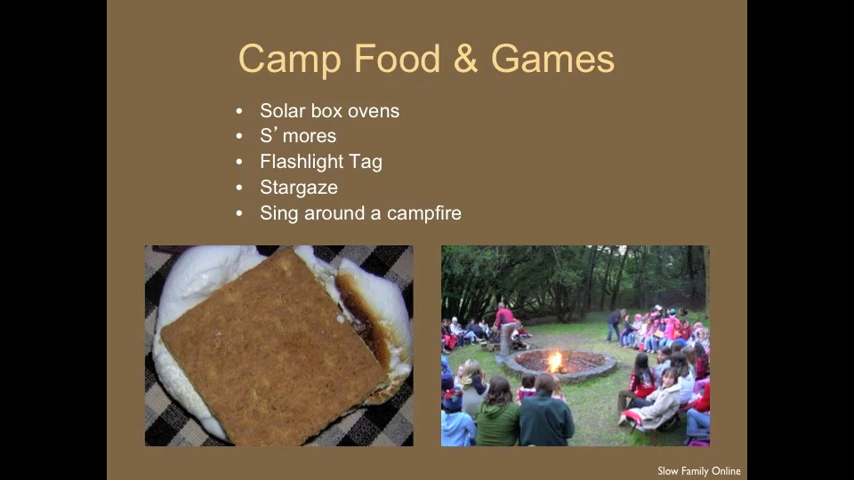 Camp Food & Games
• Solar box ovens
• S’mores
• Flashlight Tag
• Stargaze
• Sing around a campfire
Slow Family Online